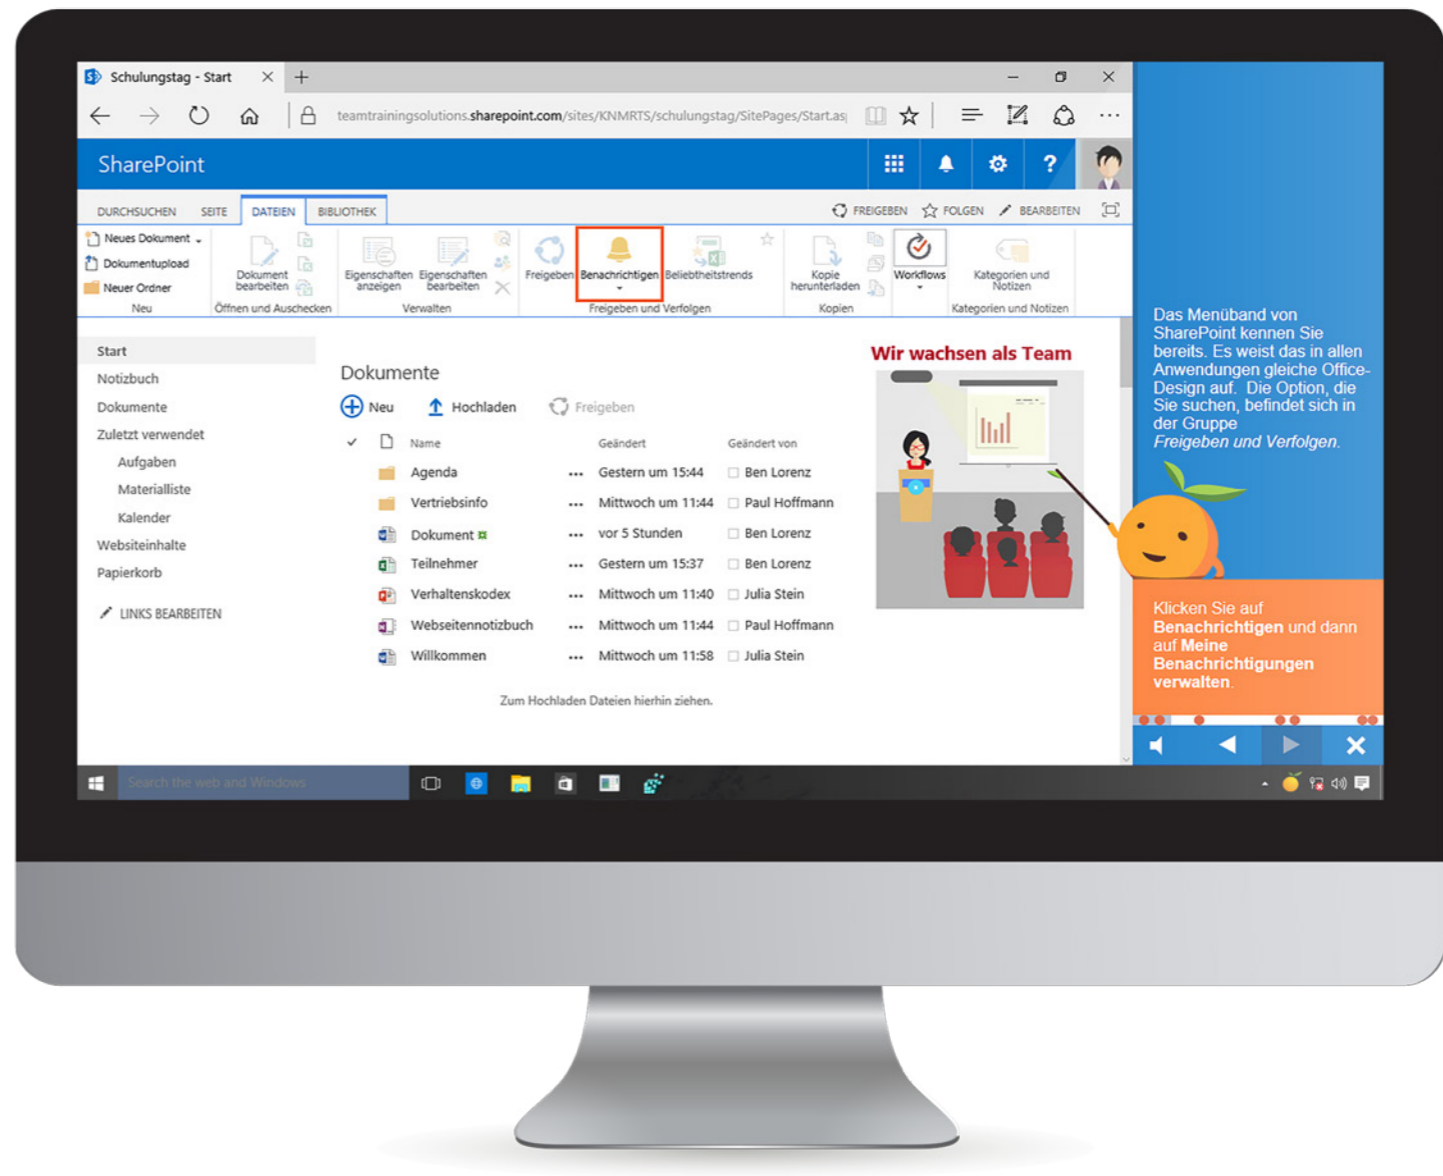 Schulungstag - Start
teamtrainingsolutions.sharepoint.com/sites/KNMRTS/schulungstag/SitePages/Start.as
SharePoint
?
DURCHSUCHEN SEITE DATEIEN BIBLIOTHEK FREIGEBEN FOLGEN BEARBEITEN
Neues Dokument
Dokumentupload
Neuer Ordner
Neu
Dokument
bearbeiten
Öffnen und Auschecken
Eigenschaften
anzeigen
Eigenschaften
bearbeiten
Verwalten
Freigeben
Benachrichtigen
Beliebtheitstrends
Freigeben und Verfolgen
Kopie
herunterladen
Kopien
Workflows
Kategorien und
Notizen
Kategorien und Notizen
Start
Notizbuch
Dokumente
Zuletzt verwendet
Aufgaben
Materialliste
Kalender
Websiteinhalte
Papierkorb
LINKS BEARBEITEN
Dokumente
Neu Hochladen Freigeben
Name Geändert Geändert von
Agenda ... Gestern um 15:44 Ben Lorenz
Vertriebsinfo ... Mittwoch um 11:44 Paul Hoffmann
Dokument ... vor 5 Stunden Ben Lorenz
Teilnehmer ... Gestern um 15:37 Ben Lorenz
Verhaltenskodex ... Mittwoch um 11:40 Julia Stein
Webseitennotizbuch ... Mittwoch um 11:44 Paul Hoffmann
Willkommen ... Mittwoch um 11:58 Julia Stein
Zum Hochladen Dateien hierhin ziehen.
Wir wachsen als Team
Das Menüband von
SharePoint kennen Sie
bereits. Es weist das in allen
Anwendungen gleiche Office-
Design auf. Die Option, die
Sie suchen, befindet sich in
der Gruppe
Freigeben und Verfolgen.
Klicken Sie auf
Benachrichtigen und dann
auf Meine
Benachrichtigungen
verwalten.
Search the web and Windows